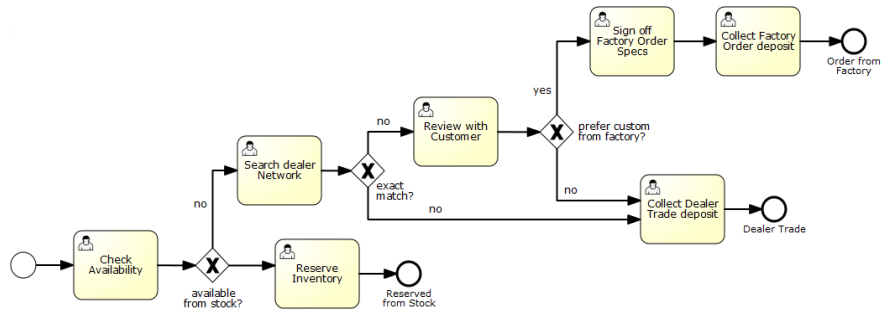 Sign off
Factory Order
Specs
Collect Factory
Order deposit
Order from
Factory
yes
no
Review with
Customer
prefer custom
from factory?
Search dealer
Network
exact
match?
no
no
no
Collect Dealer
Trade deposit
Dealer Trade
Check
Availability
available
from stock?
Reserve
Inventory
Reserved
from Stock